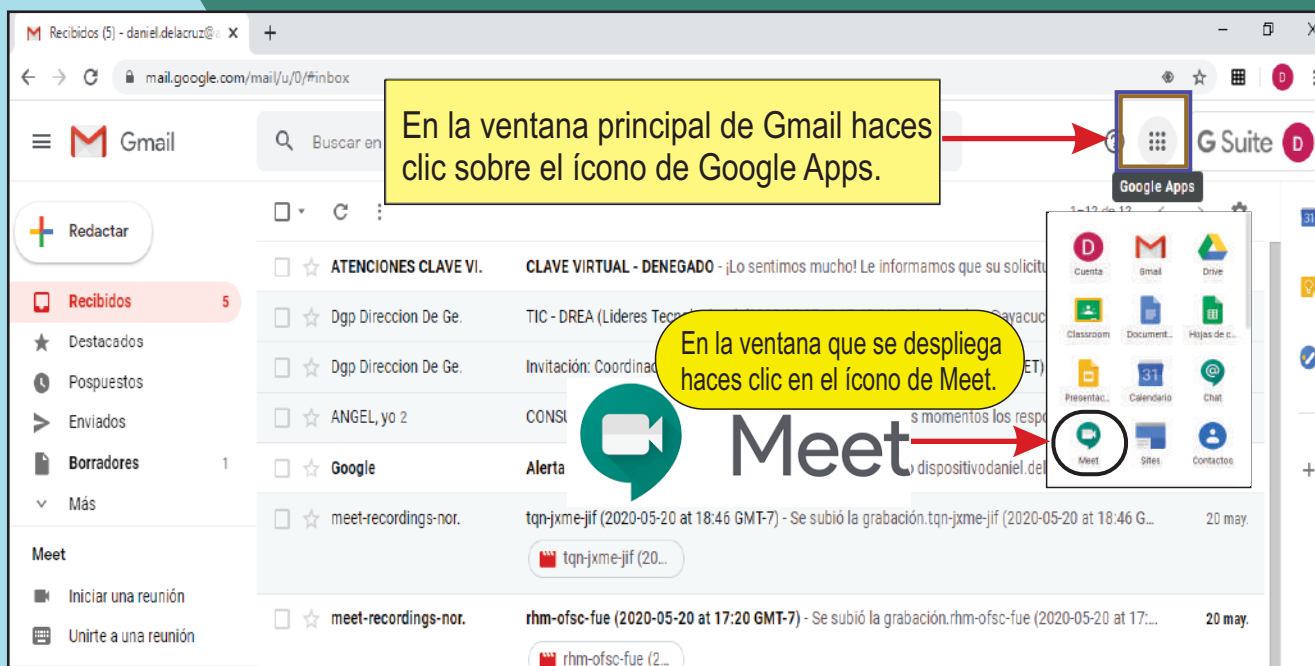 Recibidos (5) - daniel.delacruz@a
mail.google.com/mail/u/0/#inbox
D
Gmail
Buscar en
En la ventana principal de Gmail haces
clic sobre el ícono de Google Apps.
G Suite
D
Google Apps
Redactar
1–12 de 12
31
Recibidos 5
Destacados
Pospuestos
Enviados
Borradores 1
Más
Meet
Iniciar una reunión
Unirte a una reunión
ATENCIONES CLAVE VI. CLAVE VIRTUAL - DENEGADO - ¡Lo sentimos mucho! Le informamos que su solicitu
Dgp Direccion De Ge. TIC - DREA (Lideres
Dgp Direccion De Ge. Invitación:
ANGEL, yo 2 s momentos los
Google Alerta dispositivodaniel.del
meet-recordings-nor. tqn-jxme-jif (2020-05-20 at 18:46 GMT-7) - Se subió la grabación.tqn-jxme-jif (2020-05-20 at 18:46 G... 20 may.
tqn-jxme-jif (20...
meet-recordings-nor. rhm-ofsc-fue (2020-05-20 at 17:20 GMT-7) - Se subió la grabación.rhm-ofsc-fue (2020-05-20 at 17:... 20 may.
rhm-ofsc-fue (2...
En la ventana que se despliega
haces clic en el ícono de Meet.
Meet
D
Cuenta Gmail Drive
Classroom Document... Hojas de c...
31
Presentac... Calendario Chat
Meet Sites Contactos